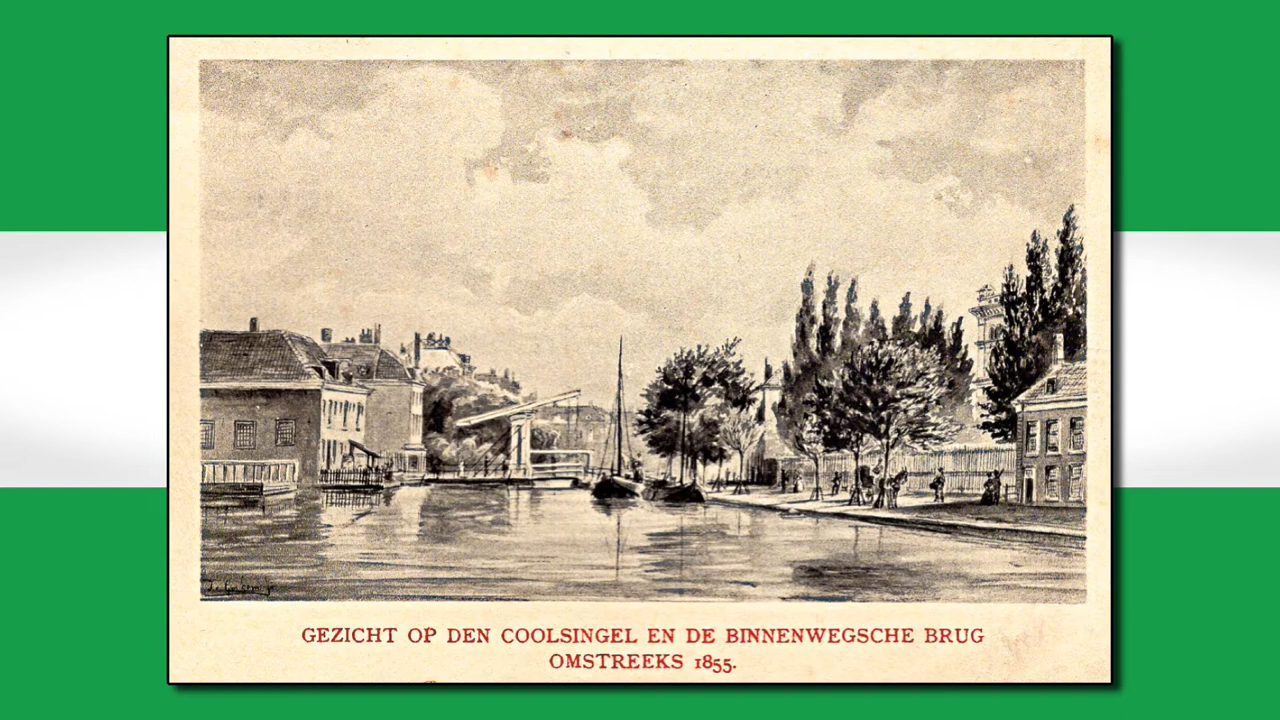 GEZICHT OP DEN COOLSINGEL EN DE BINNENWEGSCHE BRUG
OMSTREEKS 1855.